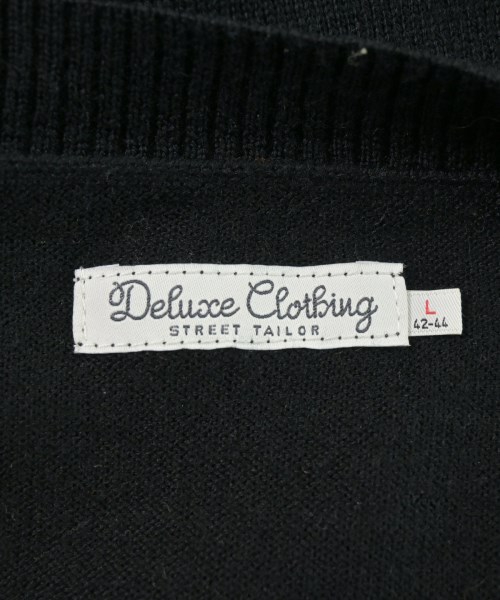 Deluxe Clothing
STREET TAILOR
L
42-44